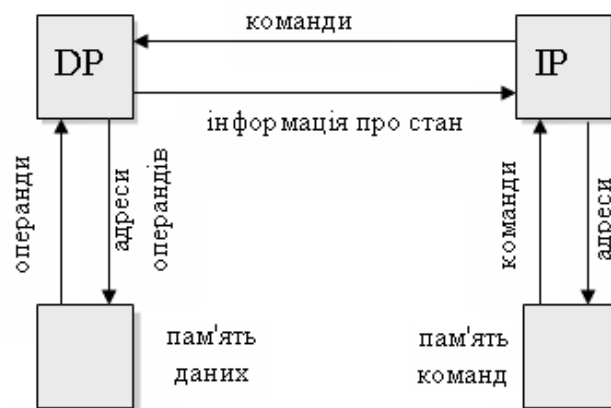 команди
DP
IP
інформація про стан
операнди
адреси
операндів
команди
адреси
пам'ять
даних
пам'ять
команд